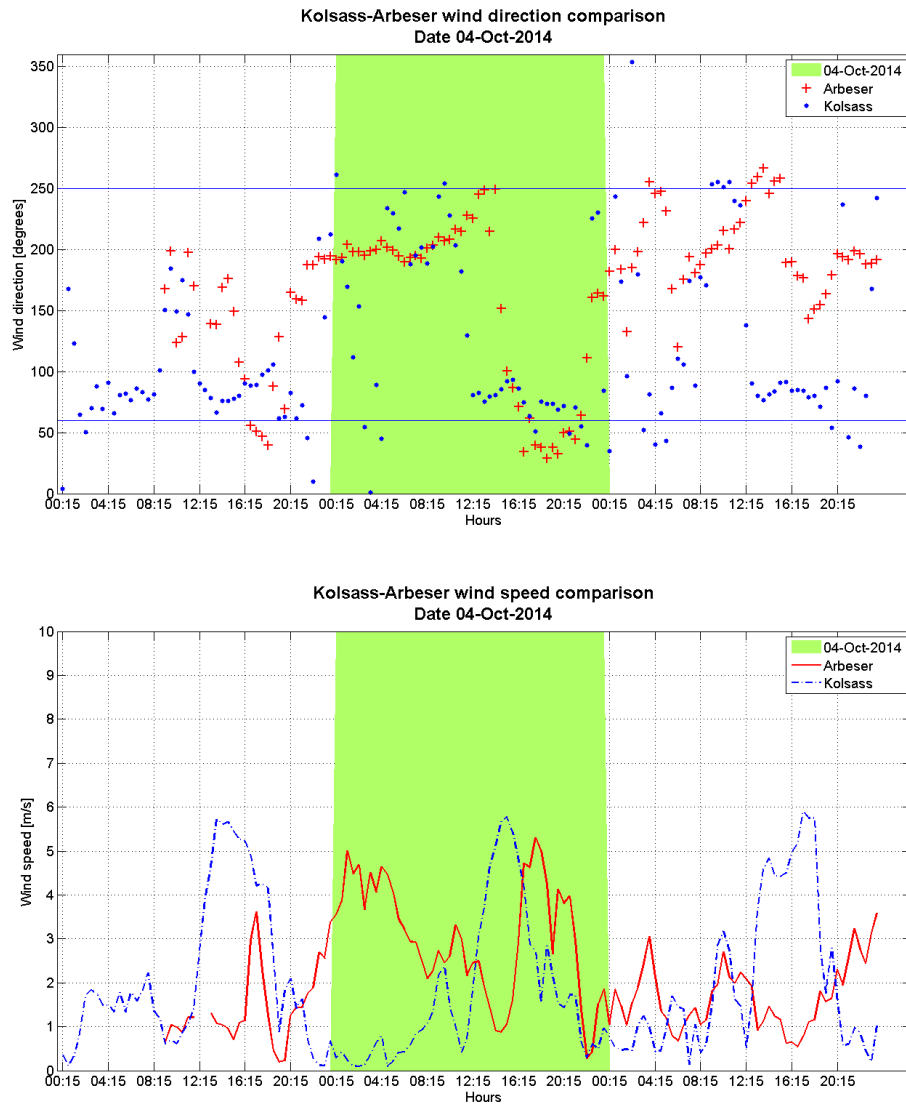 Kolsass-Arbeser wind direction comparison
Date 04-Oct-2014
350
300
250
200
150
100
50
0
Wind direction [degrees]
04-Oct-2014
Arbeser
Kolsass
00:15 04:15 08:15 12:15 16:15 20:15 00:15 04:15 08:15 12:15 16:15 20:15 00:15 04:15 08:15 12:15 16:15 20:15
Hours
Kolsass-Arbeser wind speed comparison
Date 04-Oct-2014
10
9
8
7
6
5
4
3
2
1
0
Wind speed [m/s]
04-Oct-2014
Arbeser
Kolsass
00:15 04:15 08:15 12:15 16:15 20:15 00:15 04:15 08:15 12:15 16:15 20:15 00:15 04:15 08:15 12:15 16:15 20:15
Hours